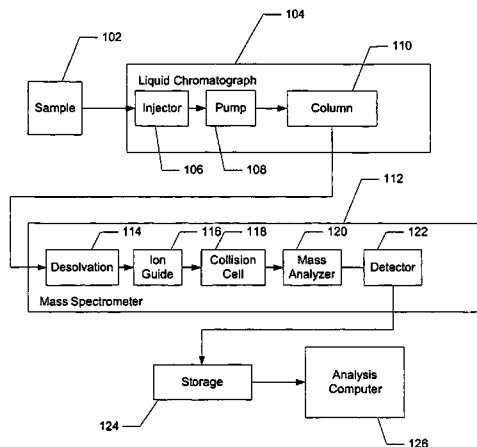 102
104
110
Liquid Chromatograph
Sample
Injector
Pump
Column
106
108
112
114
116
118
120
122
Desolvation
Ion
Guide
Collision
Cell
Mass
Analyzer
Detector
Mass Spectrometer
Storage
Analysis
Computer
124
126